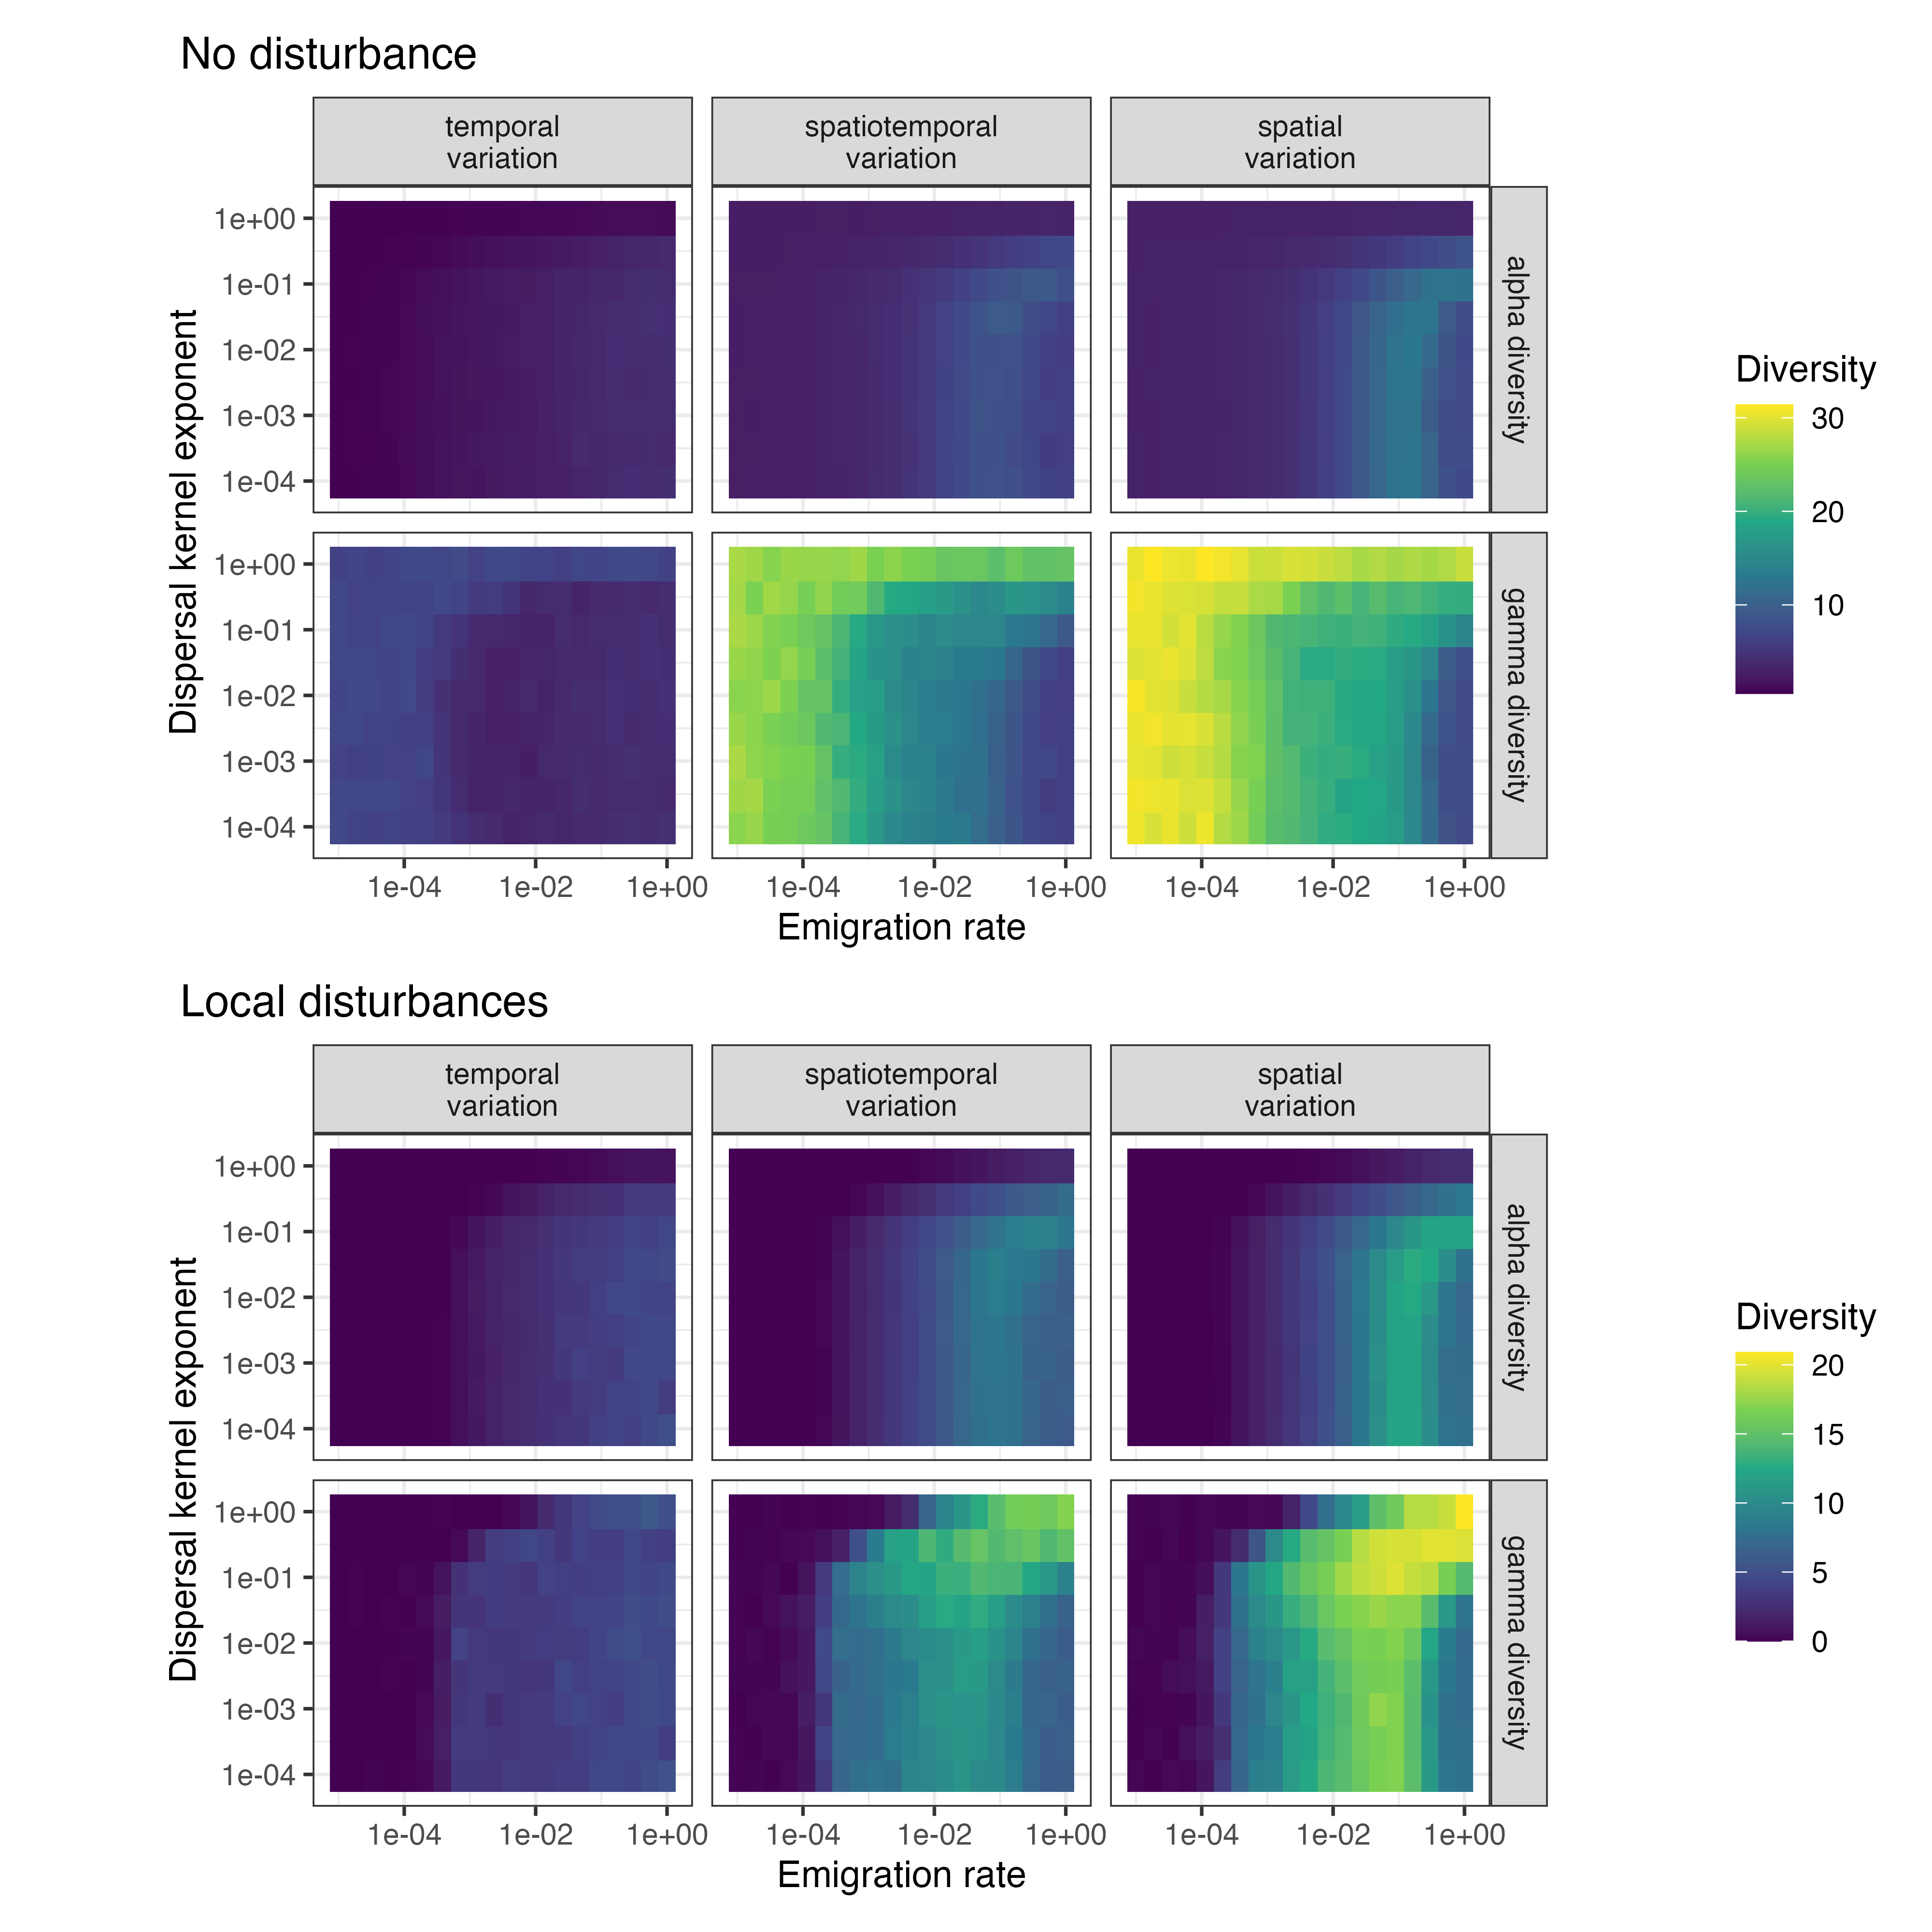 No disturbance
temporal
variation
spatiotemporal
variation
spatial
variation
Dispersal kernel exponent
1e+00
1e-01
1e-02
1e-03
1e-04
alpha diversity
1e+00
1e-01
1e-02
1e-03
1e-04
gamma diversity
1e-04 1e-02 1e+00 1e-04 1e-02 1e+00 1e-04 1e-02 1e+00
Emigration rate
Diversity
30
20
10
Local disturbances
temporal
variation
spatiotemporal
variation
spatial
variation
Dispersal kernel exponent
1e+00
1e-01
1e-02
1e-03
1e-04
alpha diversity
1e+00
1e-01
1e-02
1e-03
1e-04
gamma diversity
1e-04 1e-02 1e+00 1e-04 1e-02 1e+00 1e-04 1e-02 1e+00
Emigration rate
Diversity
20
15
10
5
0